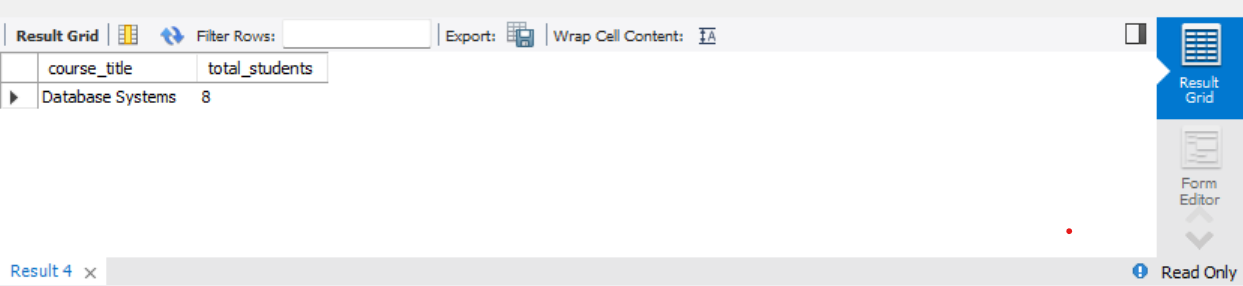 Result Grid Filter Rows: Export: Wrap Cell Content: IA
course_title total_students
Database Systems 8
Result Grid
Form Editor
Result 4 × Read Only